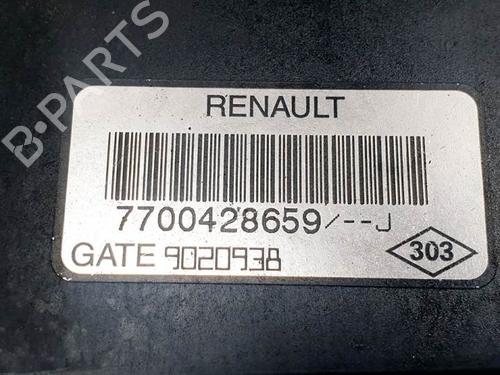 RENAULT
7700428659/--J
GATE 9020938
303
B-PARTS